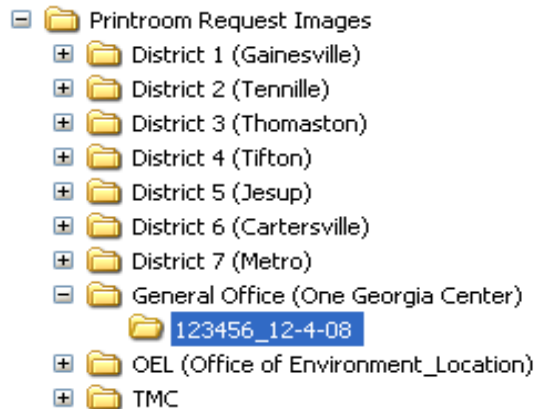 Printroom Request Images
District 1 (Gainesville)
District 2 (Tennille)
District 3 (Thomaston)
District 4 (Tifton)
District 5 (Jesup)
District 6 (Cartersville)
District 7 (Metro)
General Office (One Georgia Center)
123456_12-4-08
OEL (Office of Environment_Location)
TMC